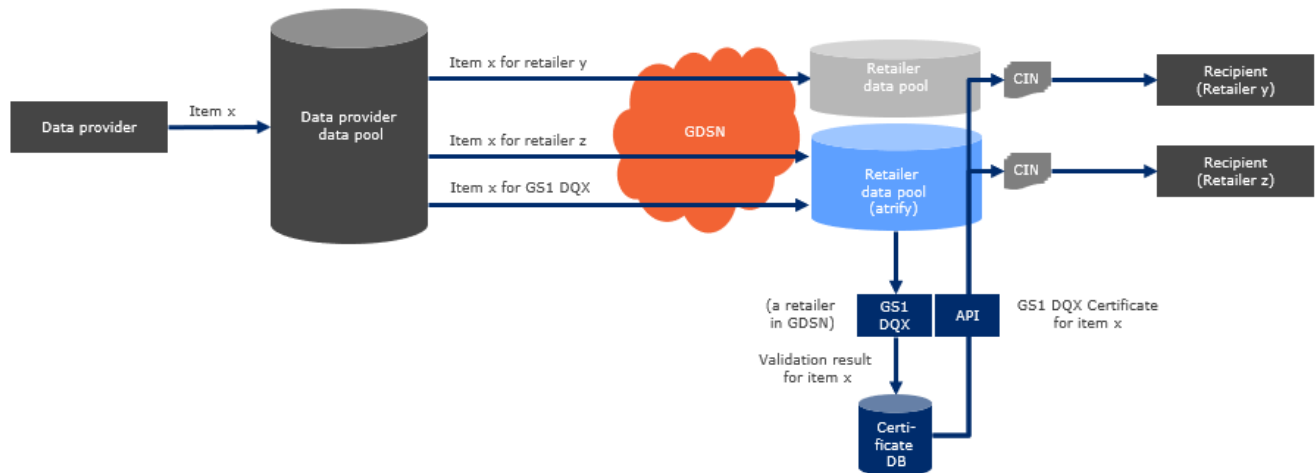 Item x for retailer y
Retailer
data pool
CIN
Recipient
(Retailer y)
Data provider
Item x
Data provider
data pool
GDSN
Item x for retailer z
Item x for GS1 DQX
Retailer
data pool
(atrify)
CIN
Recipient
(Retailer z)
(a retailer
in GDSN)
GS1
DQX
API
GS1 DQX Certificate
for item x
Validation result
for item x
Certi-
ficate
DB